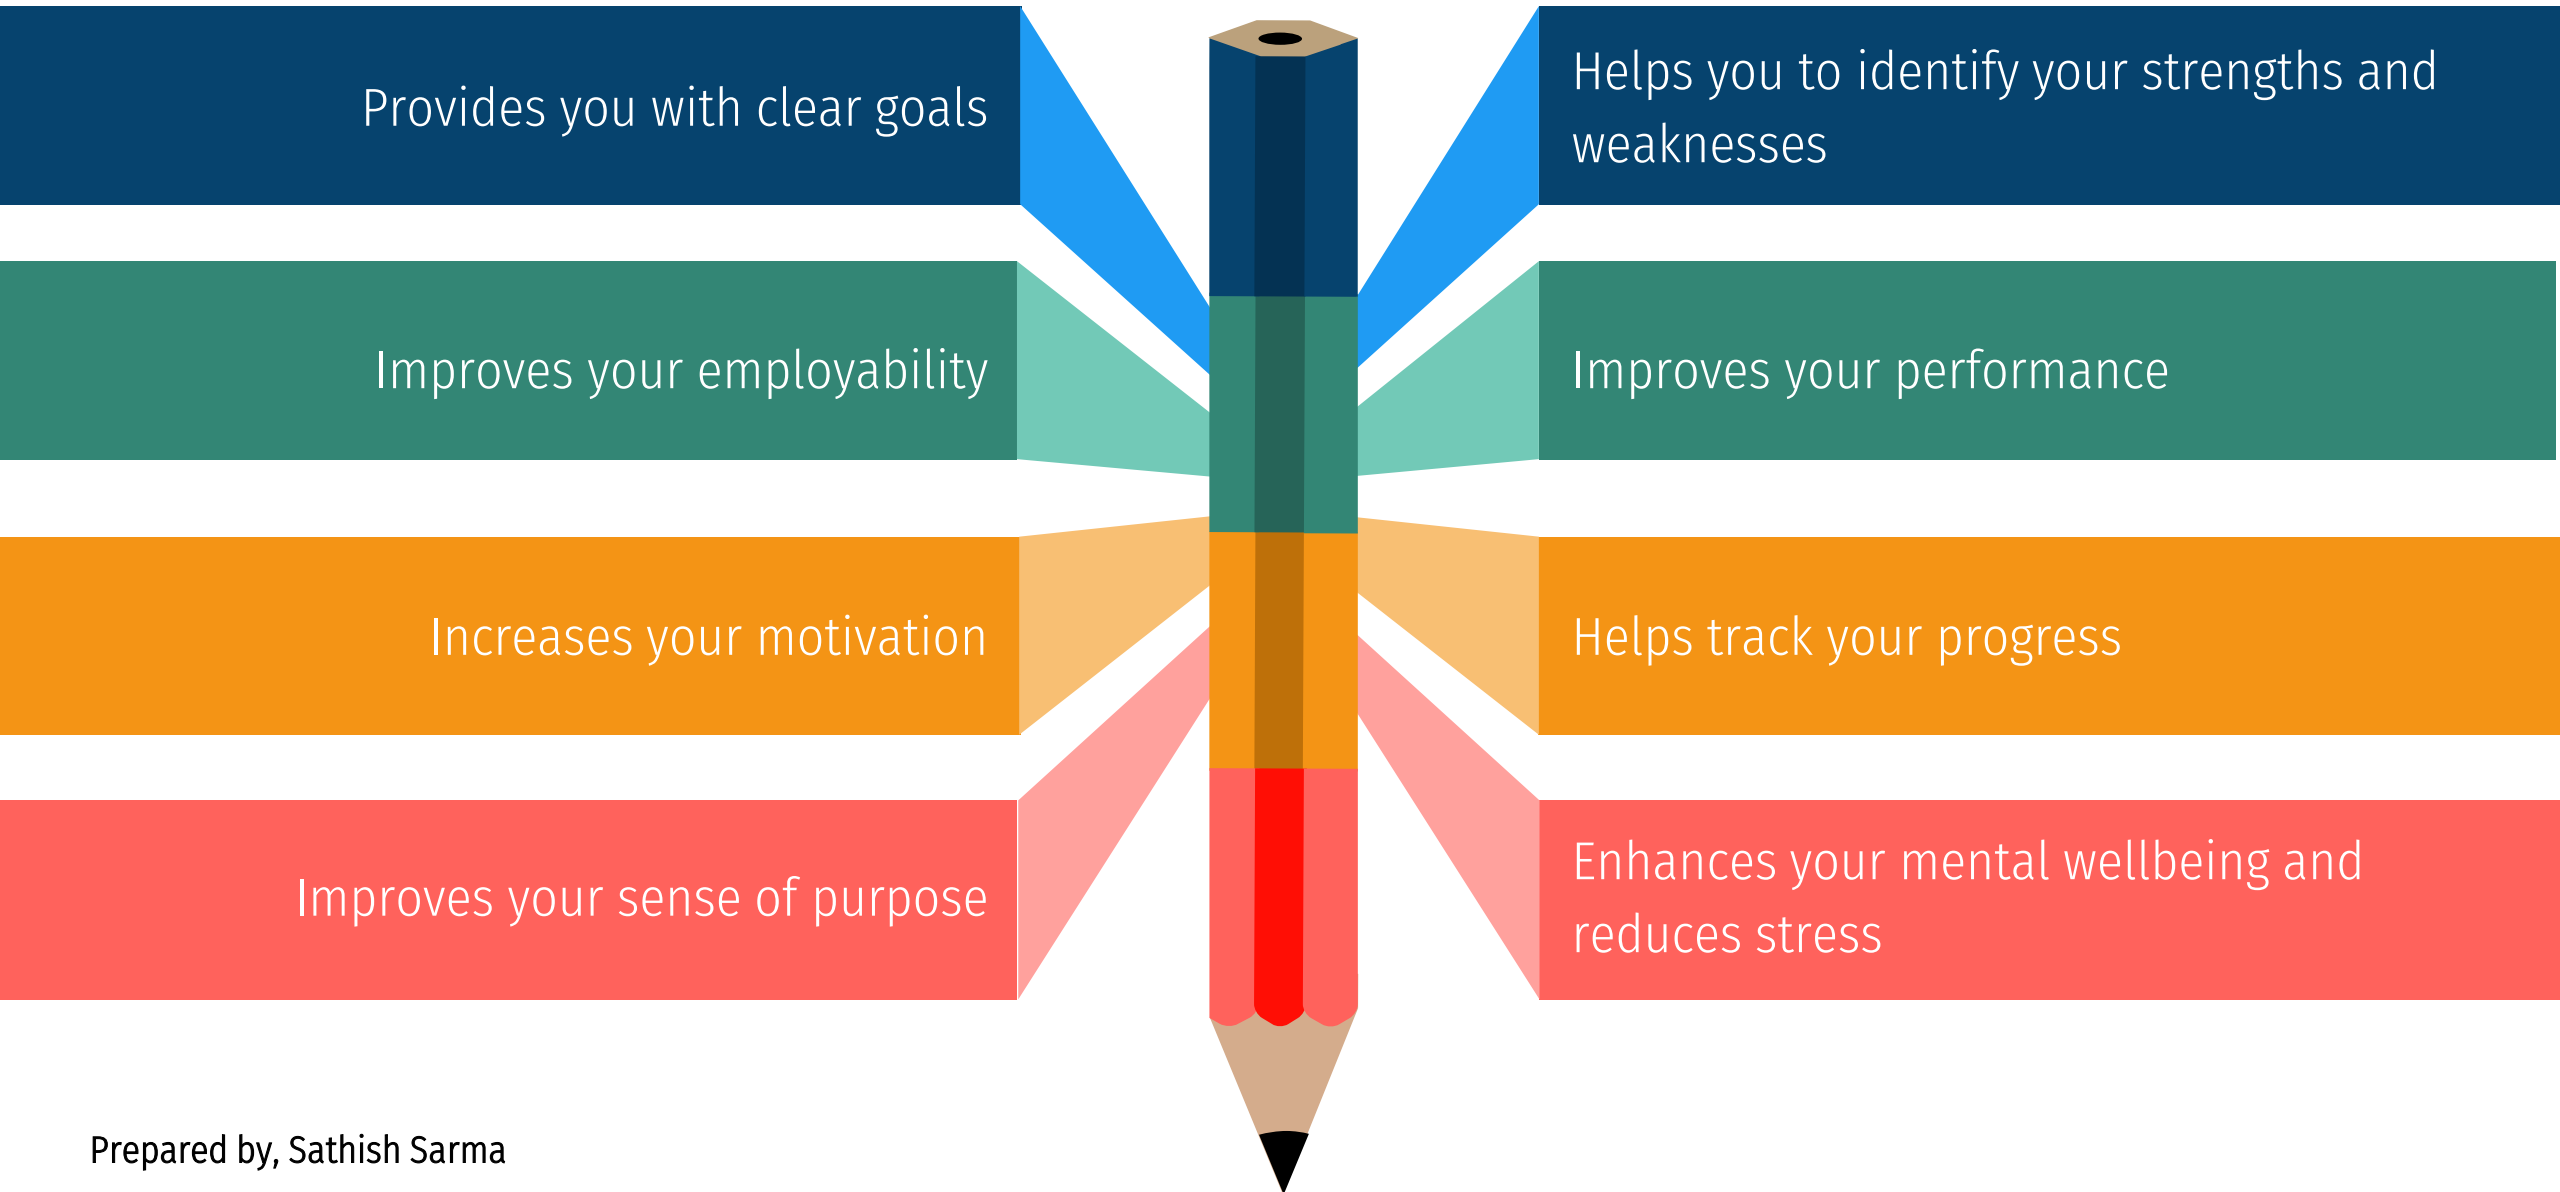 Provides you with clear goals
Helps you to identify your strengths and
weaknesses
Improves your employability
Improves your performance
Increases your motivation
Helps track your progress
Improves your sense of purpose
Enhances your mental wellbeing and
reduces stress
Prepared by, Sathish Sarma